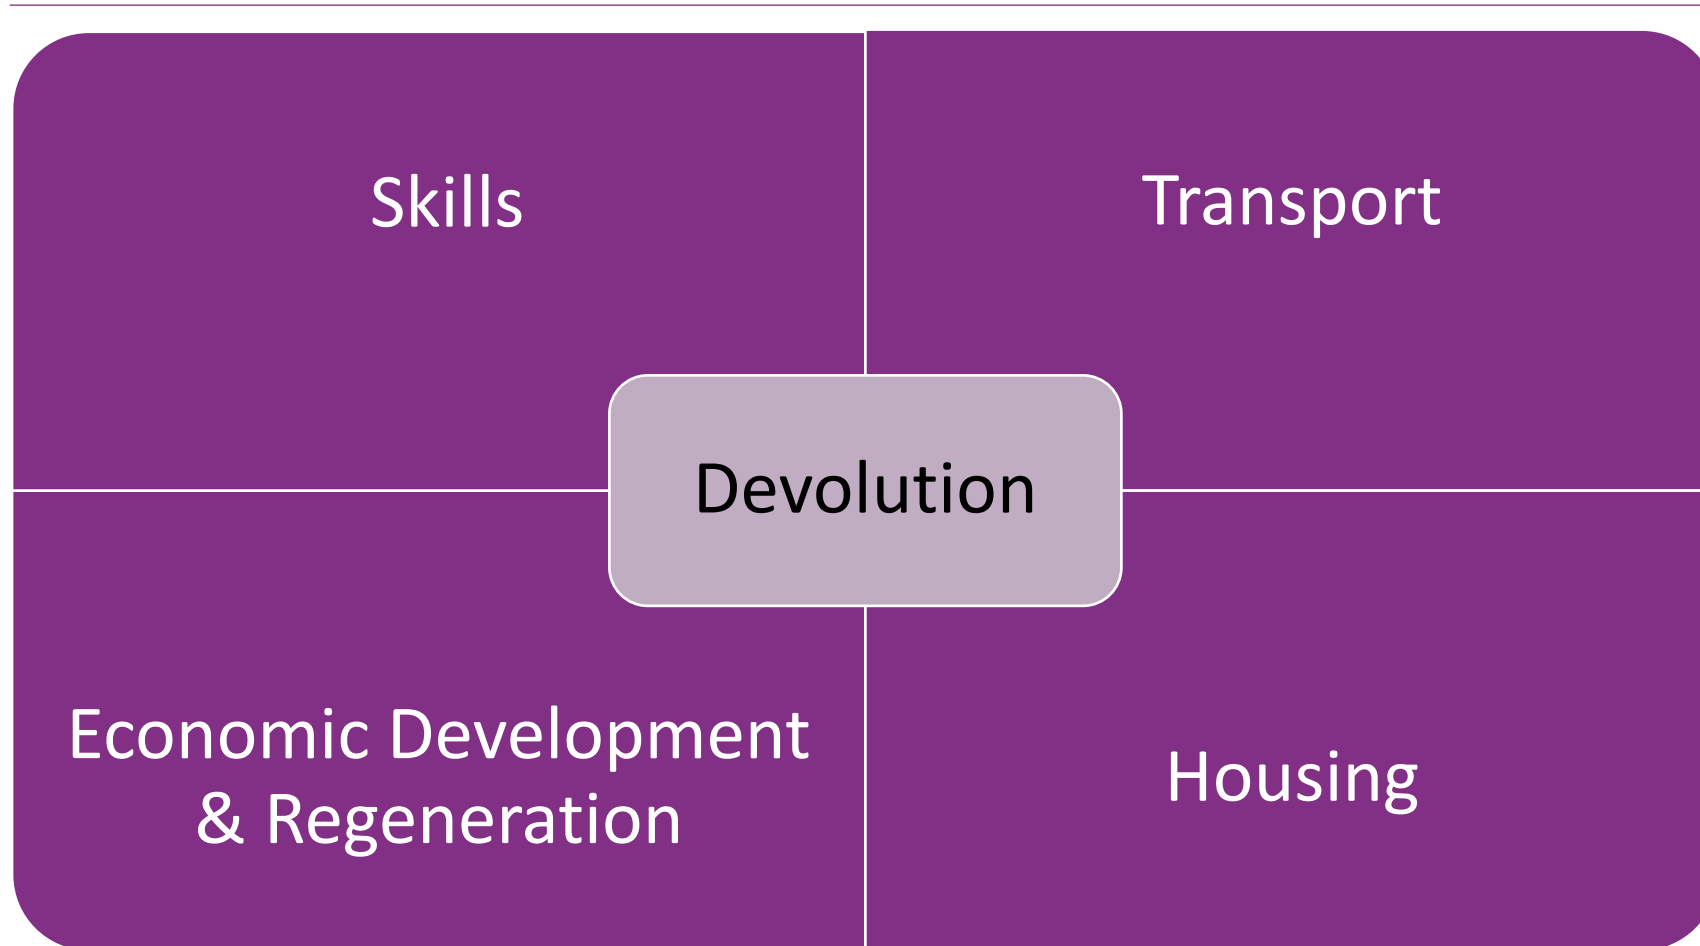 Skills
Transport
Devolution
Economic Development
& Regeneration
Housing